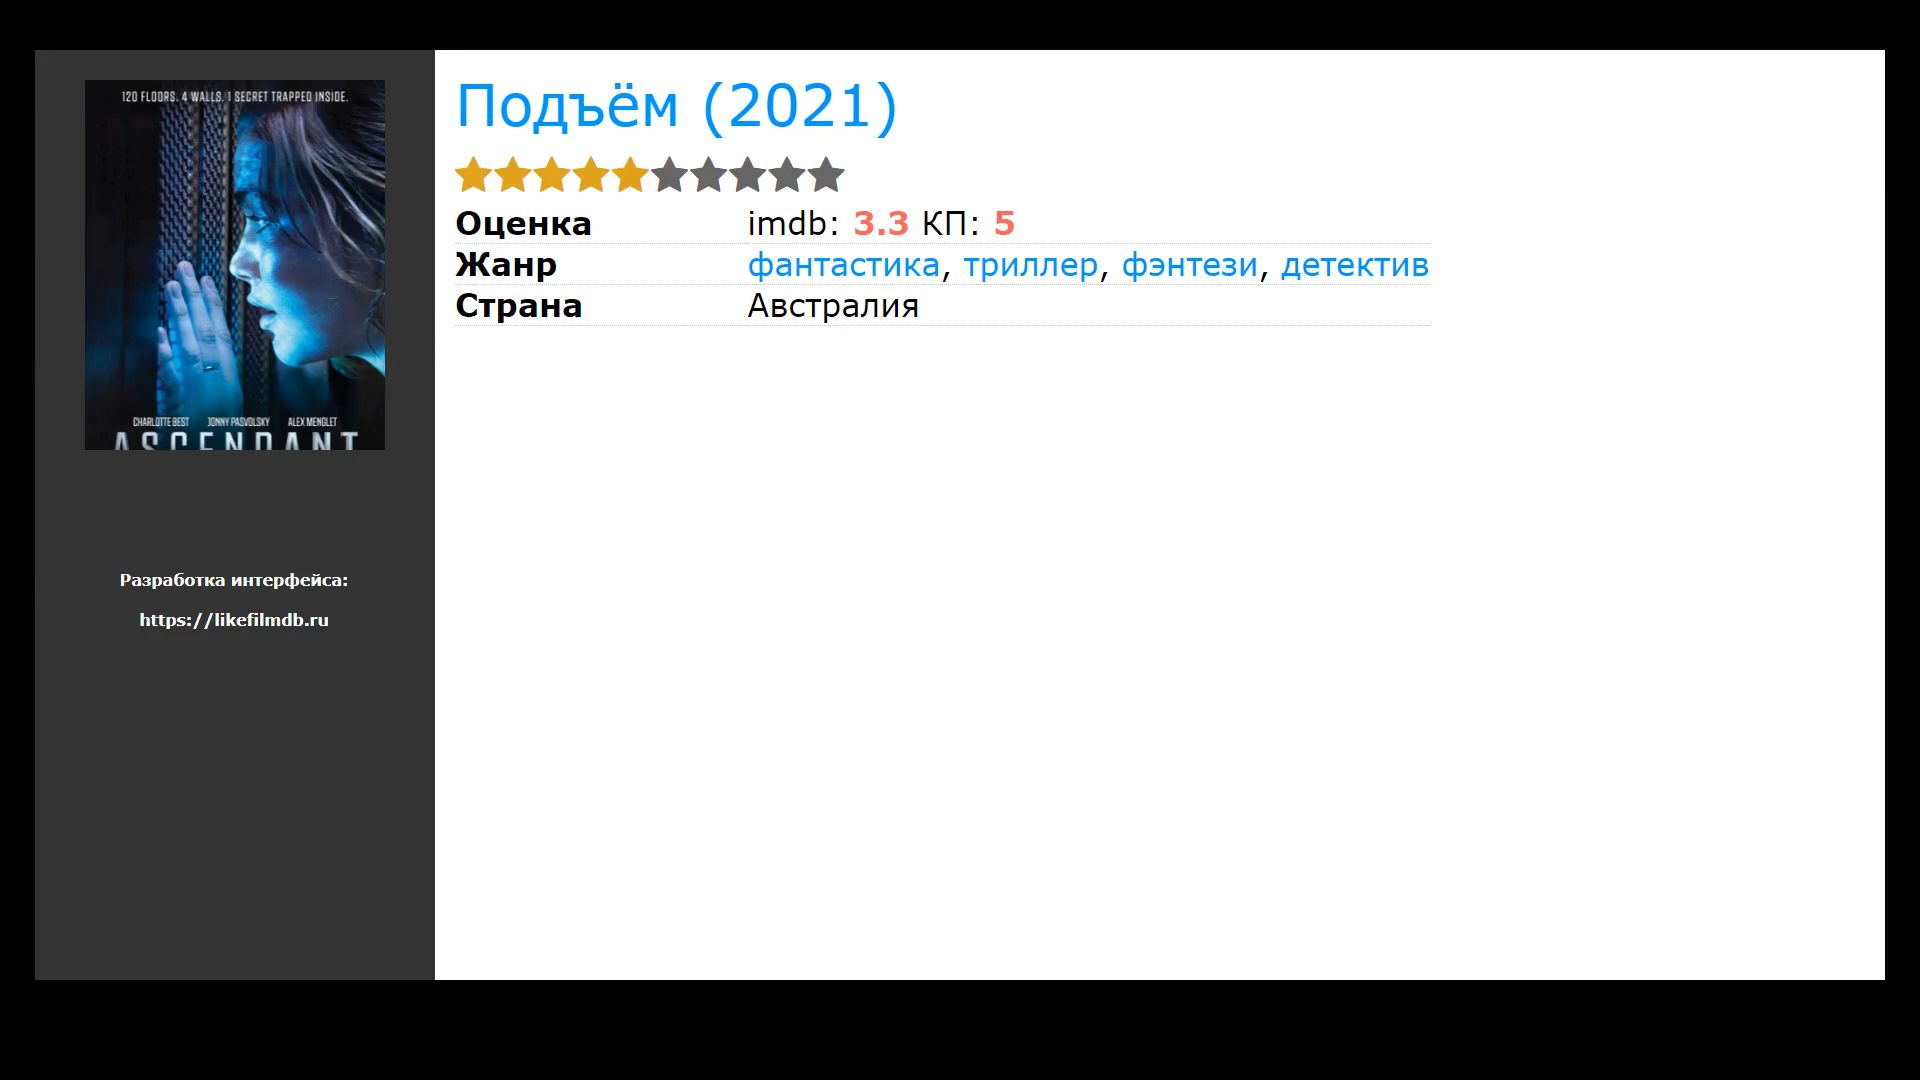 120 FLOORS. 4 WALLS. 1 SECRET TRAPPED INSIDE.
CHARLOTTE BEST JONNY PASVOLSKY ALEX MENGLET
ASCENDANT
Разработка интерфейса:
https://likefilmdb.ru
Подъём (2021)
Оценка imdb: 3.3 КП: 5
Жанр фантастика, триллер, фэнтези, детектив
Страна Австралия